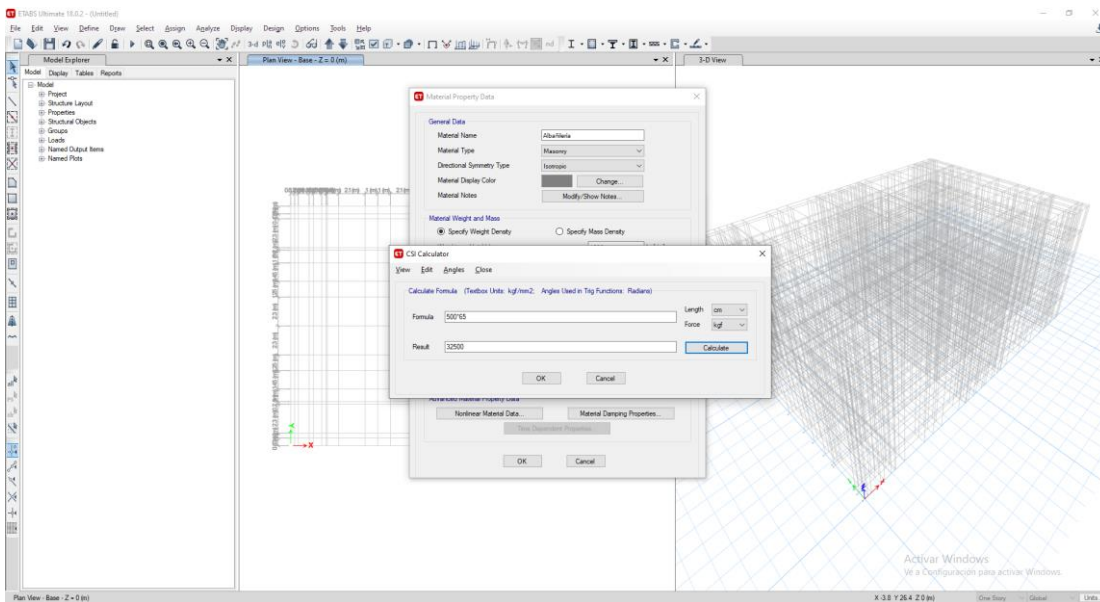 ETABS Ultimate 18.0.2 - (Untitled)
File Edit View Define Draw Select Assign Analyze Display Design Options Tools Help
Model Explorer
Model Display Tables Reports
Model
Project
Structure Layout
Properties
Structural Objects
Groups
Loads
Named Output Items
Named Plots
Plan View - Base - Z = 0 (m)
3-D View
Material Property Data
General Data
Material Name Albañilería
Material Type Masonry
Directional Symmetry Type Isotropic
Material Display Color Change...
Material Notes Modify/Show Notes...
Material Weight and Mass
Specify Weight Density Specify Mass Density
CSI Calculator
View Edit Angles Close
Calculate Formula (Textbox Units: kgf/mm2; Angles Used in Trig Functions: Radians)
Formula 500*65
Length cm
Force kgf
Result 32500
Calculate
OK Cancel
Advanced Material Property Data
Nonlinear Material Data... Material Damping Properties...
Time Dependent Properties...
OK Cancel
X
Activar Windows
Ve a Configuración para activar Windows.
Plan View - Base - Z = 0 (m)
X -3.8 Y 26.4 Z 0 (m)
One Story
Global
Units